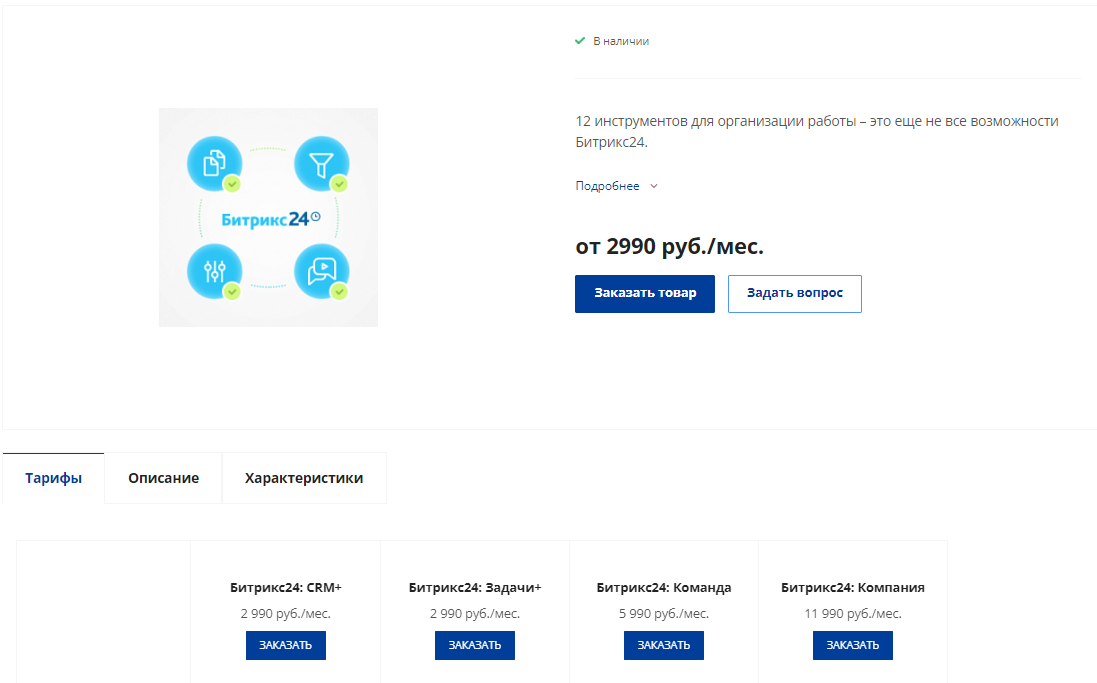 В наличии
12 инструментов для организации работы – это еще не все возможности
Битрикс24.
Подробнее
Битрикс24
от 2990 руб./мес.
Заказать товар
Задать вопрос
Тарифы
Описание
Характеристики
Битрикс24: CRM+
Битрикс24: Задачи+
Битрикс24: Команда
Битрикс24: Компания
2 990 руб./мес.
2 990 руб./мес.
5 990 руб./мес.
11 990 руб./мес.
ЗАКАЗАТЬ
ЗАКАЗАТЬ
ЗАКАЗАТЬ
ЗАКАЗАТЬ